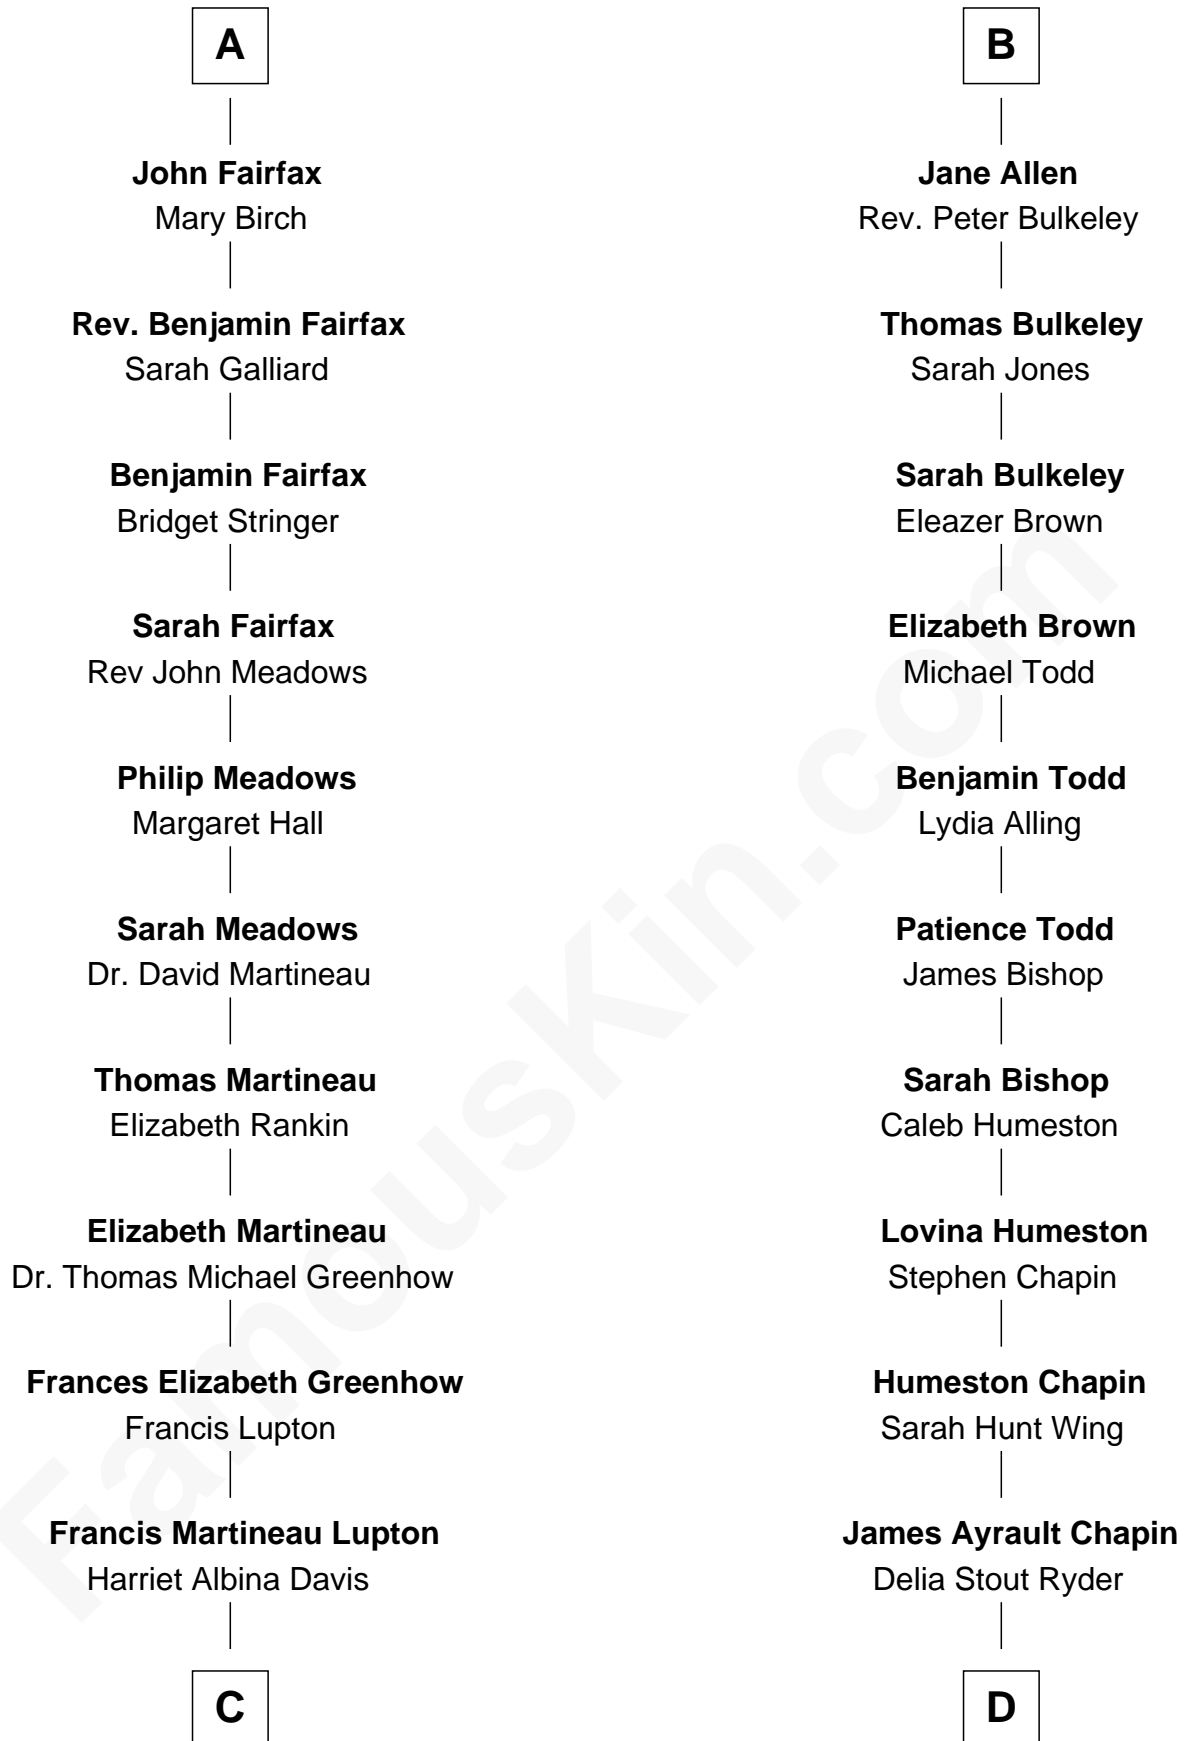 A
John Fairfax
Mary Birch
Rev. Benjamin Fairfax
Sarah Galliard
Benjamin Fairfax
Bridget Stringer
Sarah Fairfax
Rev John Meadows
Philip Meadows
Margaret Hall
Sarah Meadows
Dr. David Martineau
Thomas Martineau
Elizabeth Rankin
Elizabeth Martineau
Dr. Thomas Michael Greenhow
Frances Elizabeth Greenhow
Francis Lupton
Francis Martineau Lupton
Harriet Albina Davis
C
B
Jane Allen
Rev. Peter Bulkeley
Thomas Bulkeley
Sarah Jones
Sarah Bulkeley
Eleazer Brown
Elizabeth Brown
Michael Todd
Benjamin Todd
Lydia Alling
Patience Todd
James Bishop
Sarah Bishop
Caleb Humeston
Lovina Humeston
Stephen Chapin
Humeston Chapin
Sarah Hunt Wing
James Ayrault Chapin
Delia Stout Ryder
D
FamousKin.com